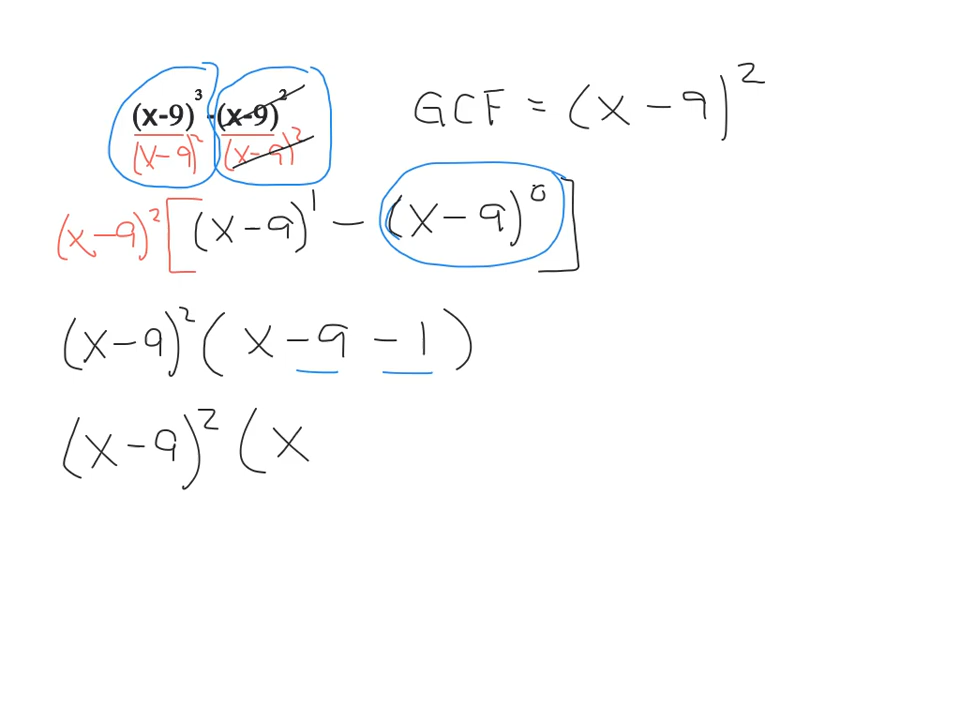 (x-9)³ - (x-9)²   GCF = (x-9)²
(x-9)²   (x-9)²
(x-9)² [(x-9)¹ - (x-9)⁰]
(x-9)² (x-9-1)
(x-9)² (x